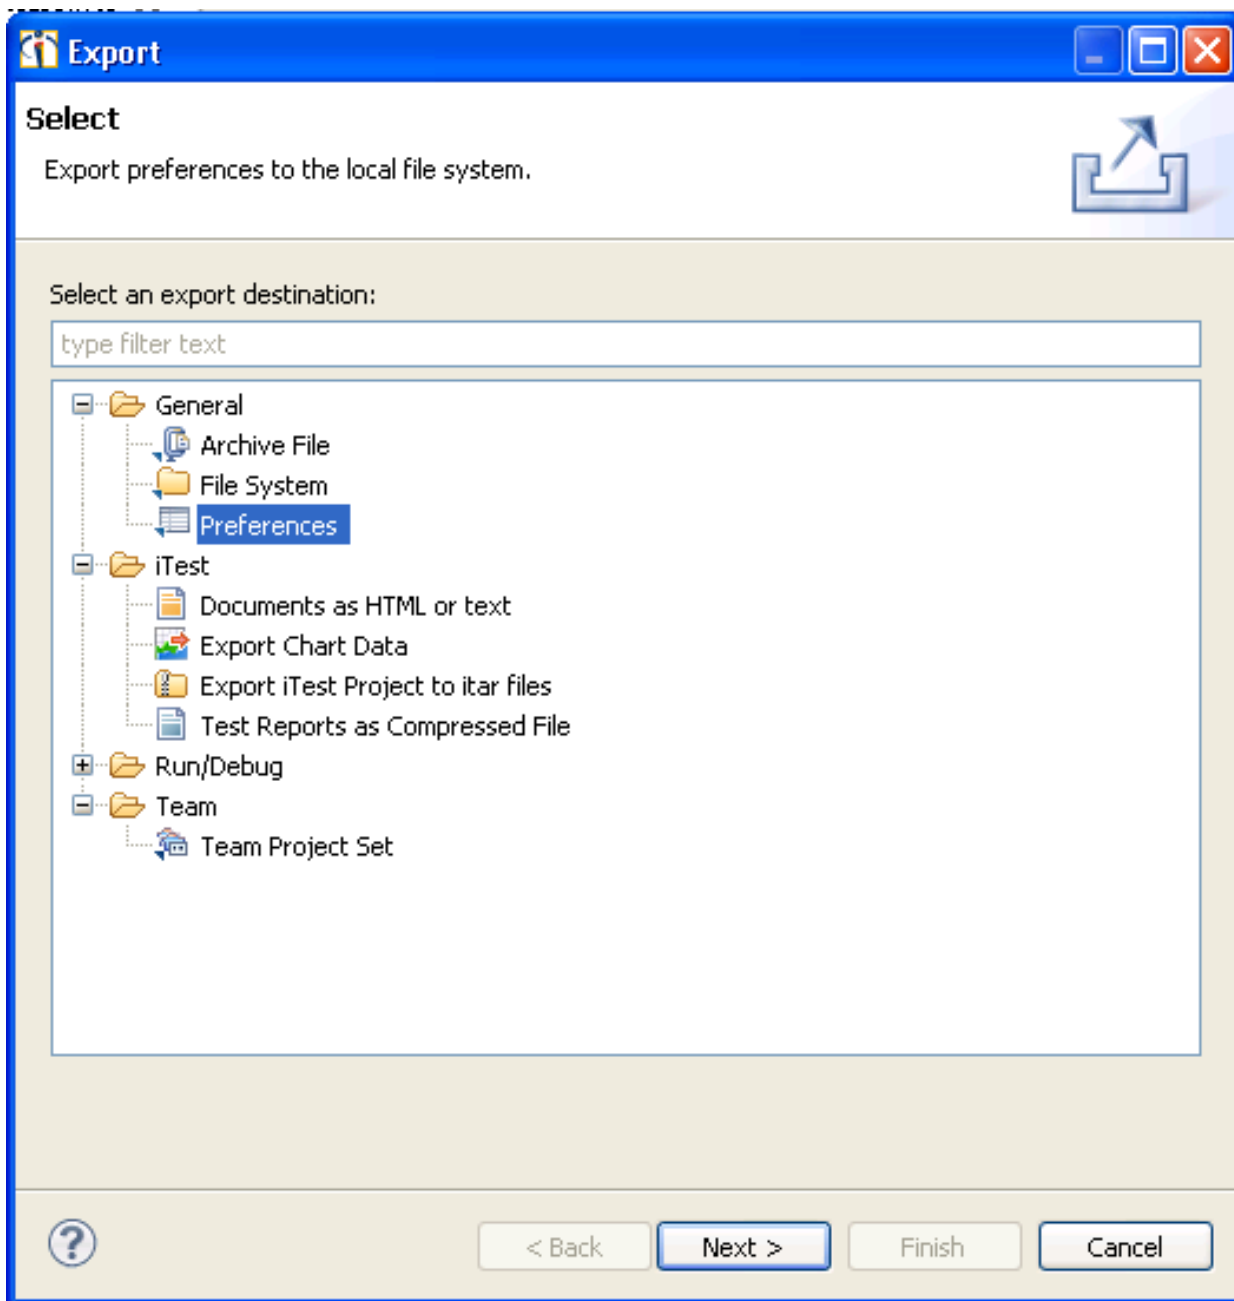 Export
Select
Export preferences to the local file system.
Select an export destination:
type filter text
General
Archive File
File System
Preferences
iTest
Documents as HTML or text
Export Chart Data
Export iTest Project to itar files
Test Reports as Compressed File
Run/Debug
Team
Team Project Set
< Back Next > Finish Cancel